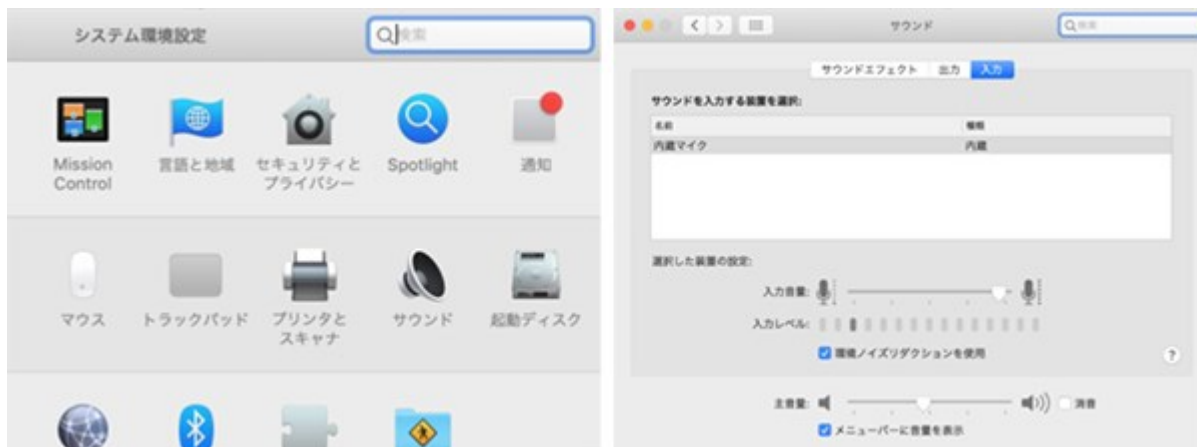 システム環境設定
検索
Mission
Control
言語と地域
セキュリティと
プライバシー
Spotlight
通知
マウス
トラックパッド
プリンタと
スキャナ
サウンド
起動ディスク
サウンド
検索
サウンドエフェクト 出力 入力
サウンドを入力する装置を選択:
名前 種類
内蔵マイク 内蔵
選択した装置の設定:
入力音量:
入力レベル:
環境ノイズリダクションを使用
?
主音量: 消音
メニューバーに音量を表示